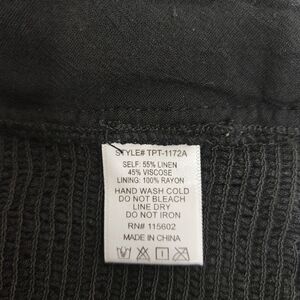 STYLE# TPT-1172A
SELF: 55% LINEN
45% VISCOSE
LINING: 100% RAYON
HAND WASH COLD
DO NOT BLEACH
LINE DRY
DO NOT IRON
RN# 115602
MADE IN CHINA